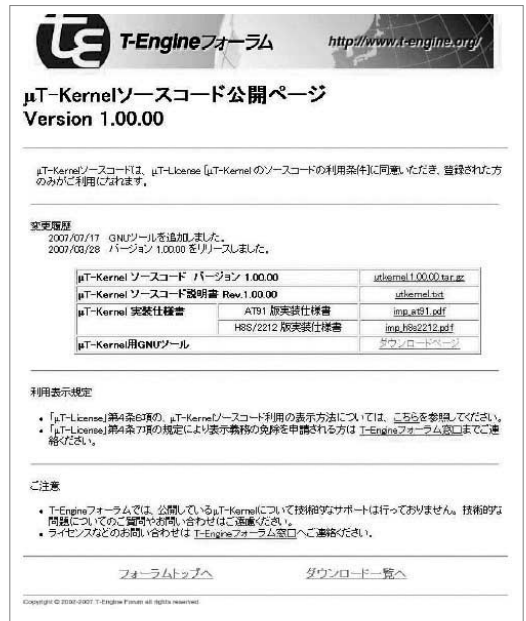 T-Engineフォーラム
http://www.t-engine.org/
μT-Kernelソースコード公開ページ
Version 1.00.00
μT-Kernelソースコードは、μT-License [μT-Kernel のソースコードの利用条件]に同意いただき、登録された方
のみがご利用になれます。
変更履歴
2007/07/17 GNUツールを追加しました。
2007/03/28 バージョン 1.00.00 をリリースしました。
μT-Kernel ソースコード バージョン 1.00.00
utkernel.1.00.00.tar.gz
μT-Kernel ソースコード説明書 Rev.1.00.00
utkernel.txt
μT-Kernel 実装仕様書
AT91 版実装仕様書
imp_at91.pdf
H8S/2212 版実装仕様書
imp_h8s2212.pdf
μT-Kernel用GNUツール
ダウンロードページ
利用表示規定
• 「μT-License」第4条6項の、μT-Kernelソースコード利用の表示方法については、こちらを参照してください。
• 「μT-License」第4条7項の規定により表示義務の免除を申請される方は T-Engineフォーラム窓口までご連
絡ください。
ご注意
• T-Engineフォーラムでは、公開しているμT-Kernelについて技術的なサポートは行っておりません。技術的な
問題についてのご質問やお問い合わせはご遠慮ください。
• ライセンスなどのお問い合わせは T-Engineフォーラム窓口へご連絡ください。
フォーラムトップへ
ダウンロード一覧へ
Copyright © 2002-2007 T-Engine Forum all rights reserved.